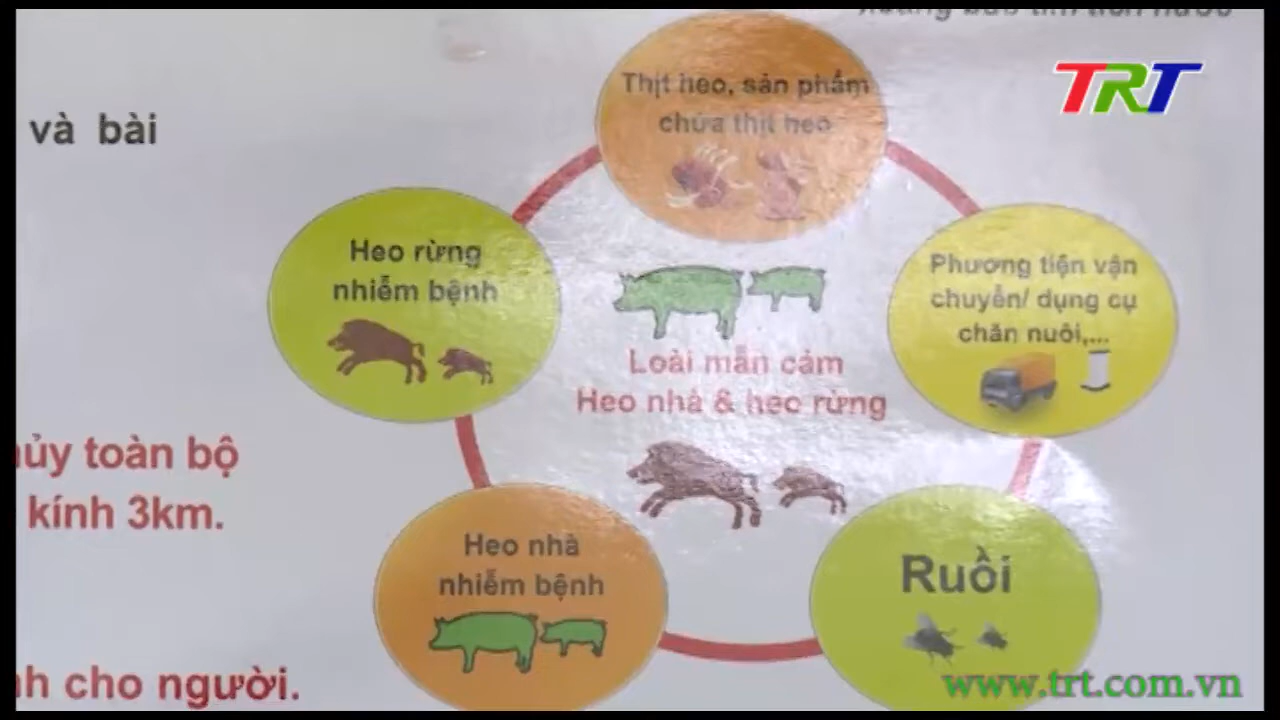 TRT
và bài
Thịt heo, sản phẩm
chứa thịt heo
Heo rừng
nhiễm bệnh
Phương tiện vận
chuyển/ dụng cụ
chăn nuôi,...
Loài mẫn cảm
Heo nhà & heo rừng
ủy toàn bộ
kính 3km.
Heo nhà
nhiễm bệnh
Ruồi
cho người.
www.trt.com.vn